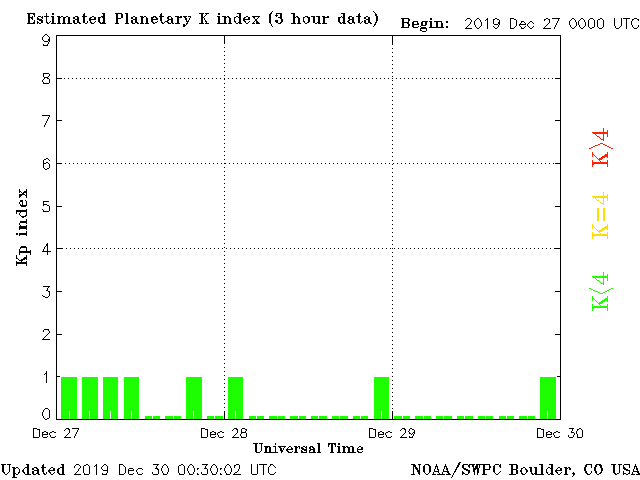 Estimated Planetary K index (3 hour data) Begin: 2019 Dec 27 0000 UTC
9
8
7
6
5
4
3
2
1
0
Kp index
K>4
K=4
K<4
Dec 27 Dec 28 Dec 29 Dec 30
Universal Time
Updated 2019 Dec 30 00:30:02 UTC NOAA/SWPC Boulder, CO USA